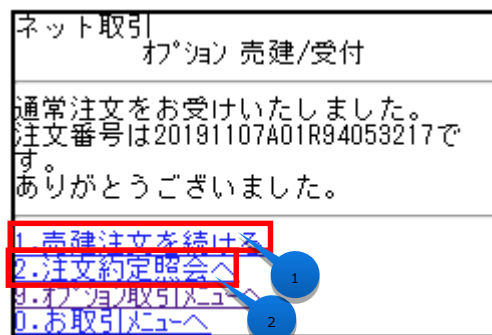 ネット取引
オプション 売建/受付
通常注文をお受けいたしました。
注文番号は20191107A01R94053217で
す。
ありがとうございました。
1.売建注文を続ける
1
2.注文約定照会へ
9.オプション取引メニューへ
0.お取引メニューへ
2